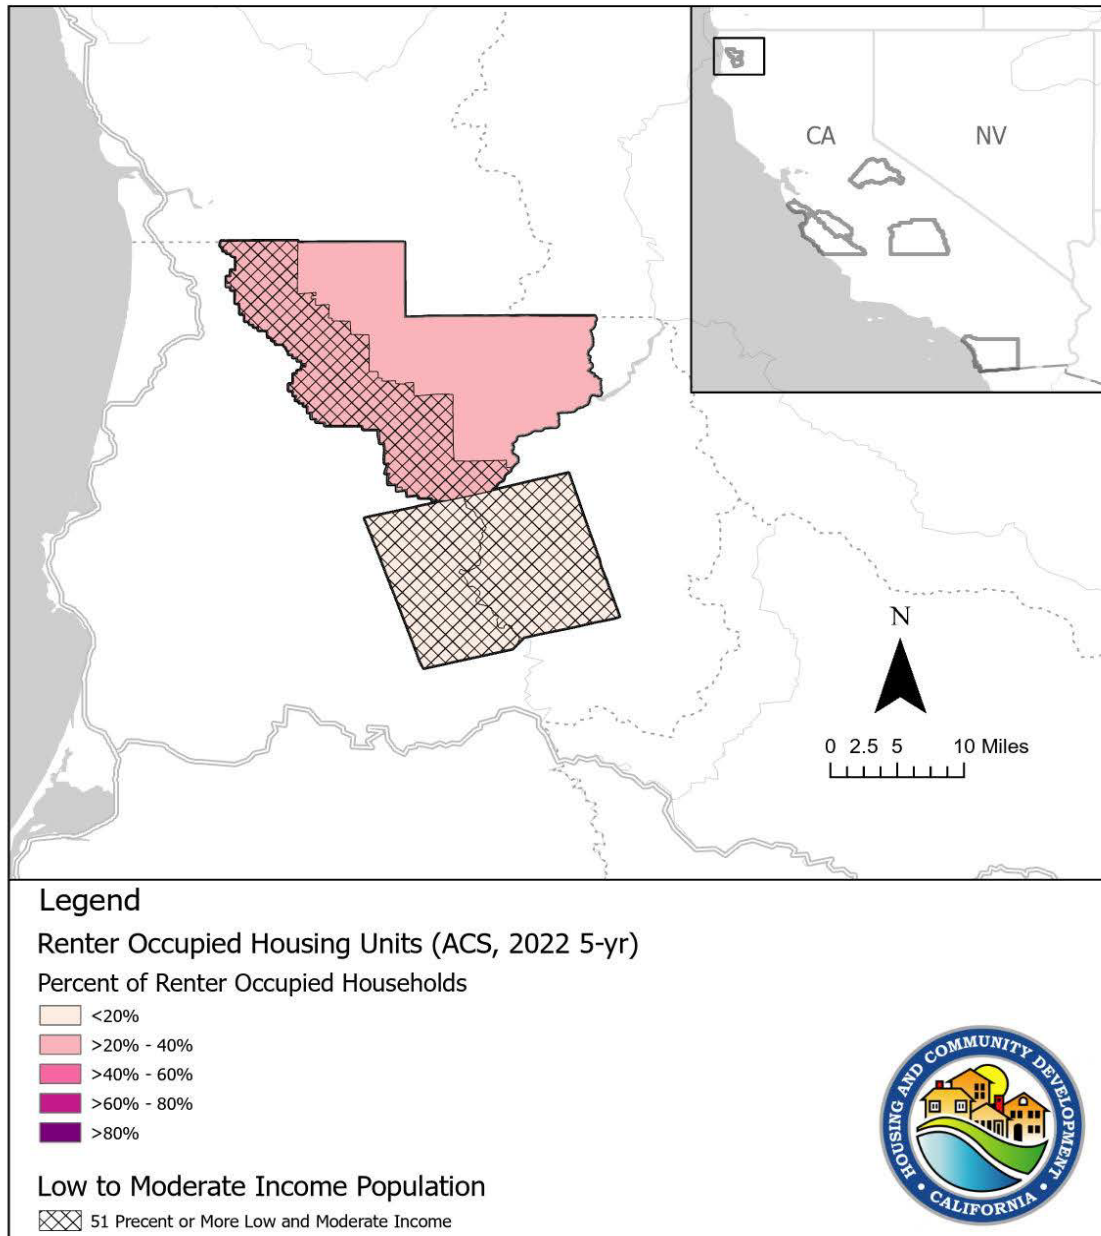 CA
NV
N
0 2.5 5 10 Miles
Legend
Renter Occupied Housing Units (ACS, 2022 5-yr)
Percent of Renter Occupied Households
<20%
>20% - 40%
>40% - 60%
>60% - 80%
>80%
Low to Moderate Income Population
51 Precent or More Low and Moderate Income
HOUSING AND COMMUNITY DEVELOPMENT
• CALIFORNIA •